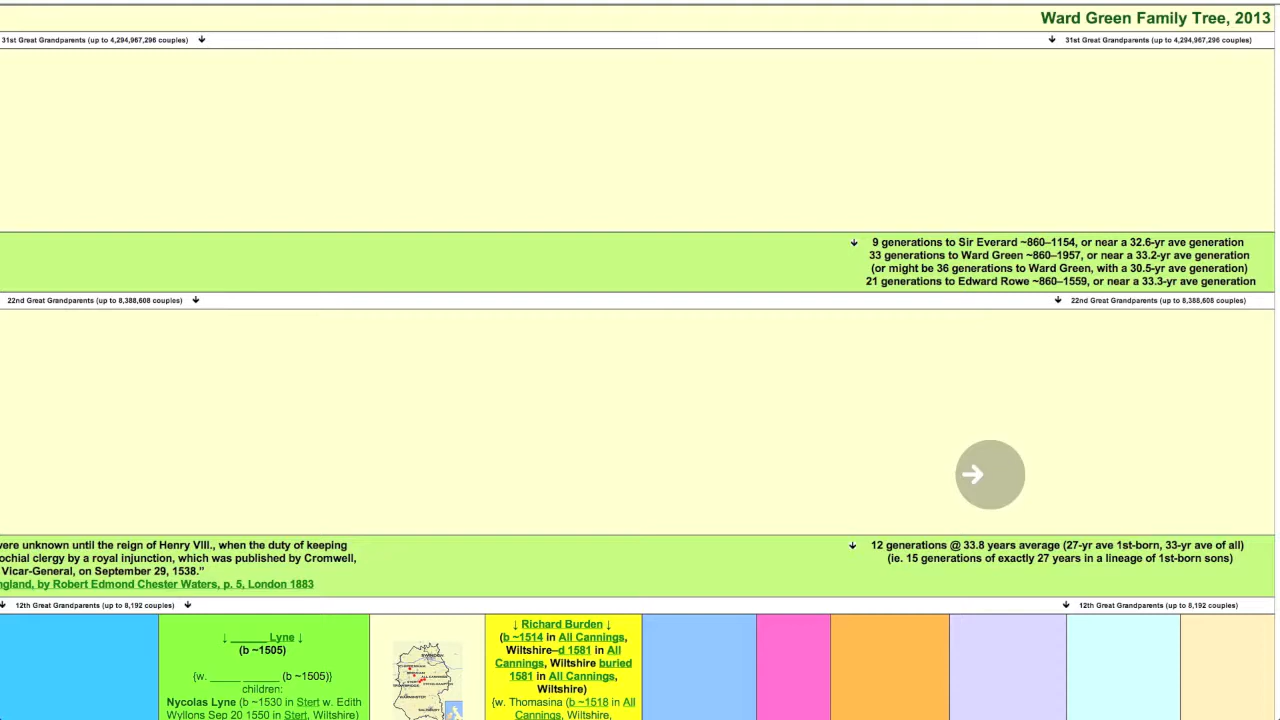 Ward Green Family Tree, 2013
31st Great Grandparents (up to 4,294,967,296 couples) ↓
↓ 31st Great Grandparents (up to 4,294,967,296 couples)
↓ 9 generations to Sir Everard ~860–1154, or near a 32.6-yr ave generation
33 generations to Ward Green ~860–1957, or near a 33.2-yr ave generation
(or might be 36 generations to Ward Green, with a 30.5-yr ave generation)
21 generations to Edward Rowe ~860–1559, or near a 33.3-yr ave generation
22nd Great Grandparents (up to 8,388,608 couples) ↓
↓ 22nd Great Grandparents (up to 8,388,608 couples)
→
vere unknown until the reign of Henry VIII., when the duty of keeping
ochial clergy by a royal injunction, which was published by Cromwell,
Vicar-General, on September 29, 1538.”
ngland, by Robert Edmond Chester Waters, p. 5, London 1883
↓ 12 generations @ 33.8 years average (27-yr ave 1st-born, 33-yr ave of all)
(ie. 15 generations of exactly 27 years in a lineage of 1st-born sons)
↓ 12th Great Grandparents (up to 8,192 couples) ↓
↓ 12th Great Grandparents (up to 8,192 couples)
↓ ______ Lyne ↓
(b ~1505)
{w. _____ ______ (b ~1505)}
children:
Nycolas Lyne (b ~1530 in Stert w. Edith
Wyllons Sep 20 1550 in Stert, Wiltshire)
↓ Richard Burden ↓
(b ~1514 in All Cannings,
Wiltshire–d 1581 in All
Cannings, Wiltshire buried
1581 in All Cannings,
Wiltshire)
{w. Thomasina (b ~1518 in All
Cannings, Wiltshire,